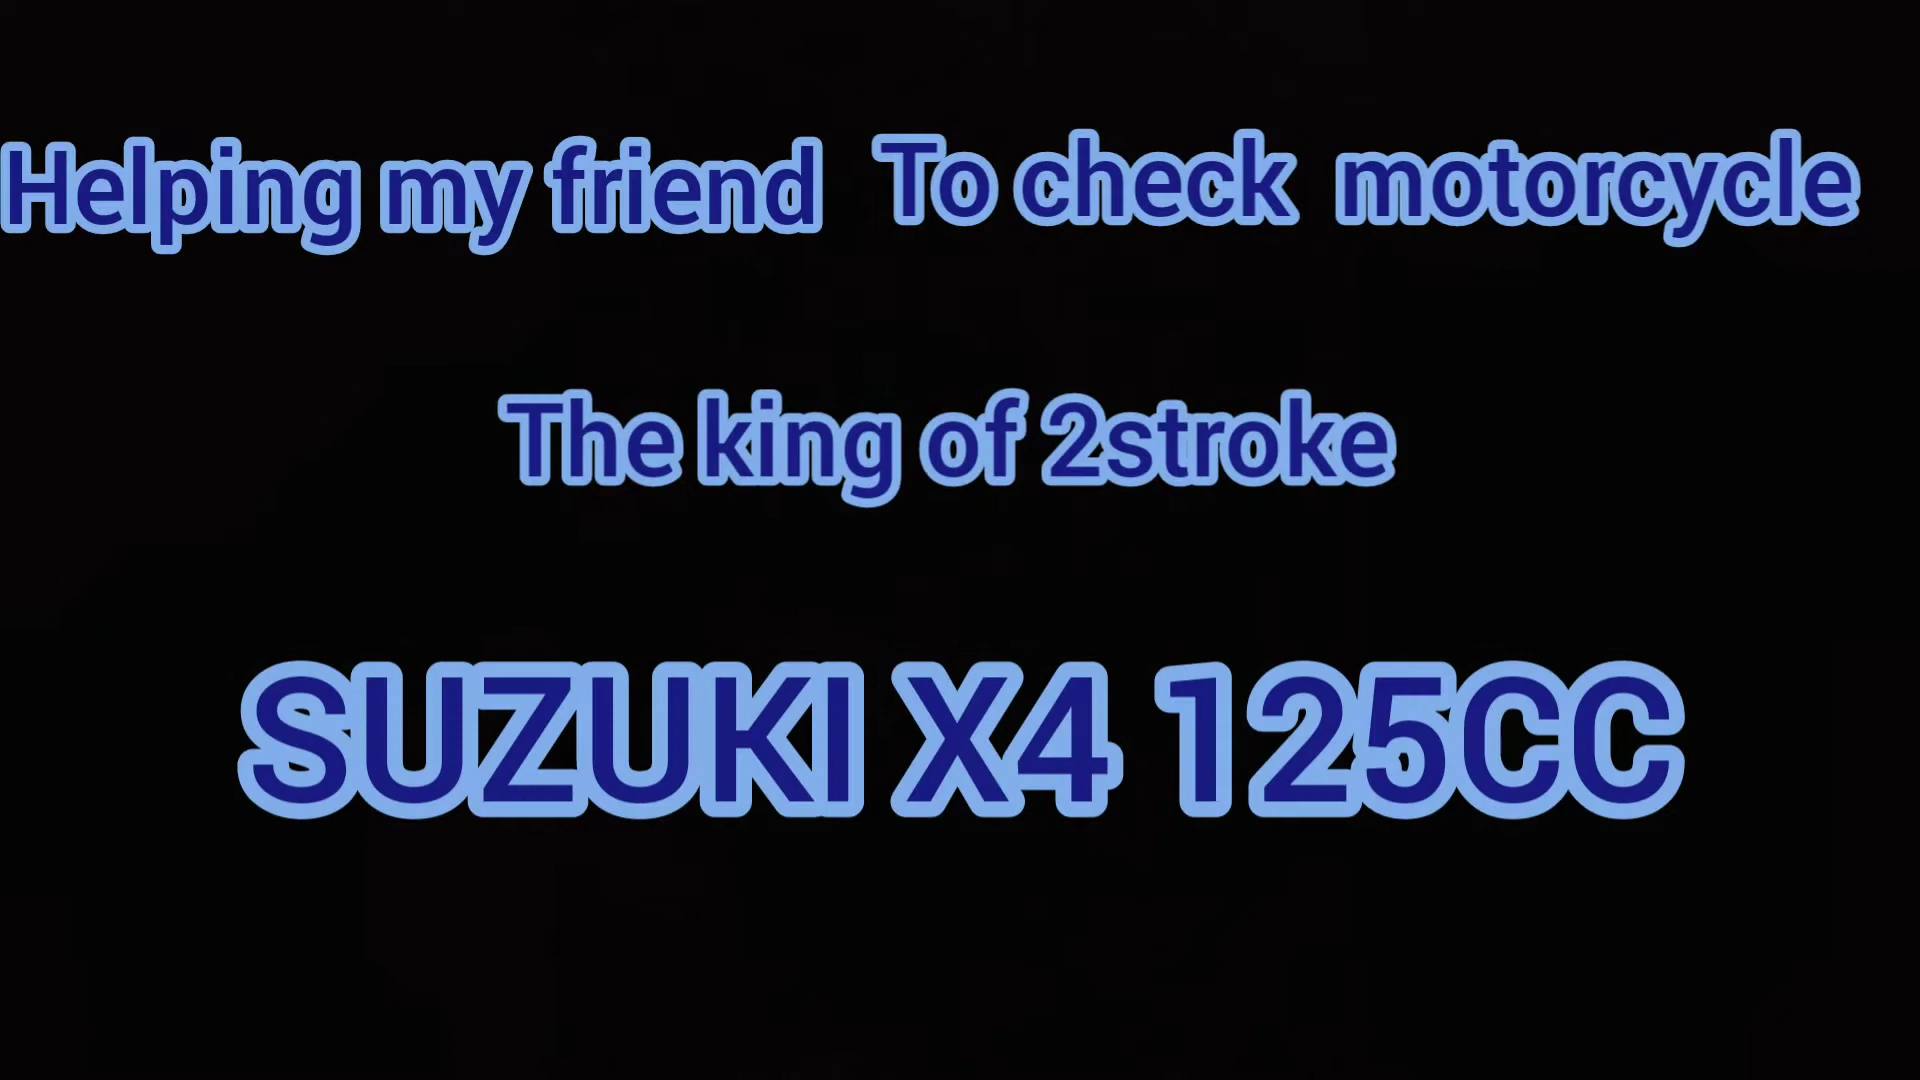 Helping my friend To check motorcycle
The king of 2stroke
SUZUKI X4 125CC